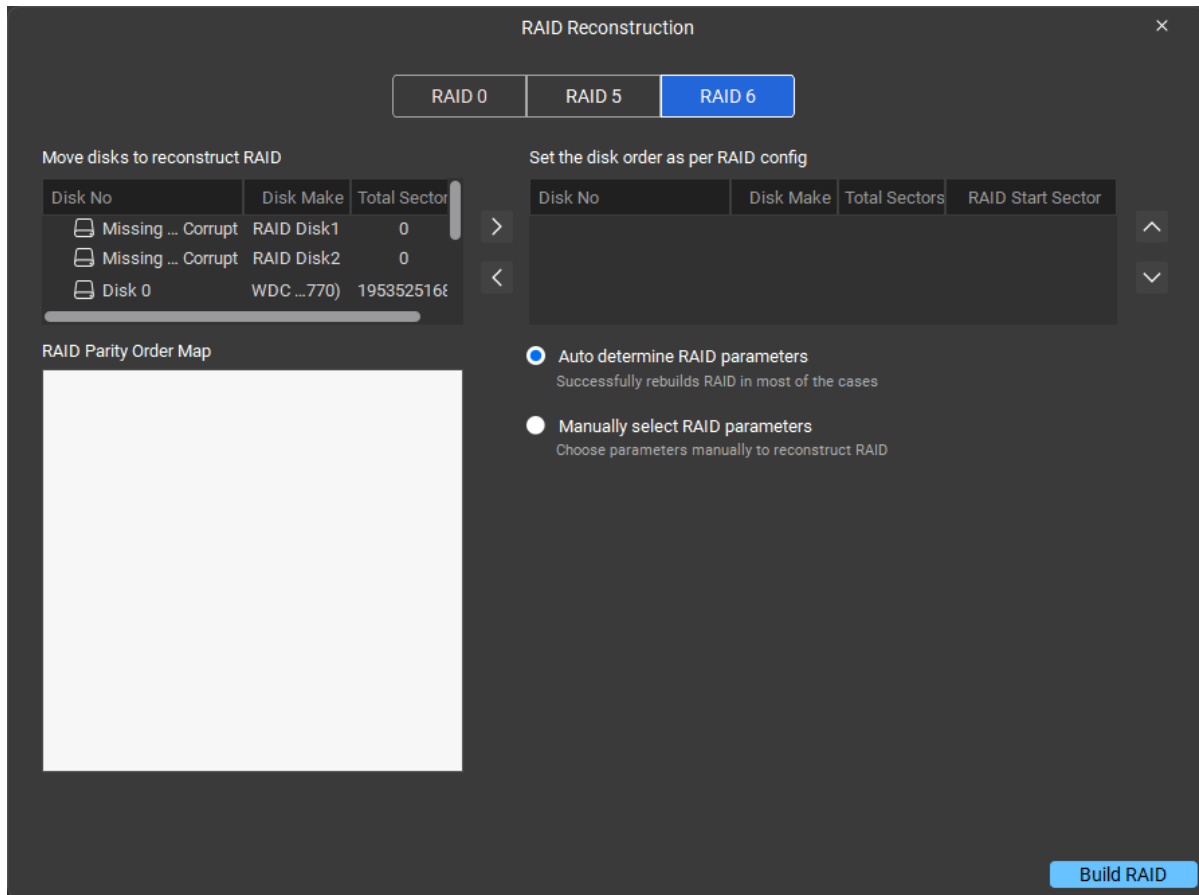 RAID Reconstruction
RAID 0 RAID 5 RAID 6
Move disks to reconstruct RAID
Disk No Disk Make Total Sector
Missing ... Corrupt RAID Disk1 0
Missing ... Corrupt RAID Disk2 0
Disk 0 WDC ...770) 1953525168
Set the disk order as per RAID config
Disk No Disk Make Total Sectors RAID Start Sector
RAID Parity Order Map
Auto determine RAID parameters
Successfully rebuilds RAID in most of the cases
Manually select RAID parameters
Choose parameters manually to reconstruct RAID
Build RAID